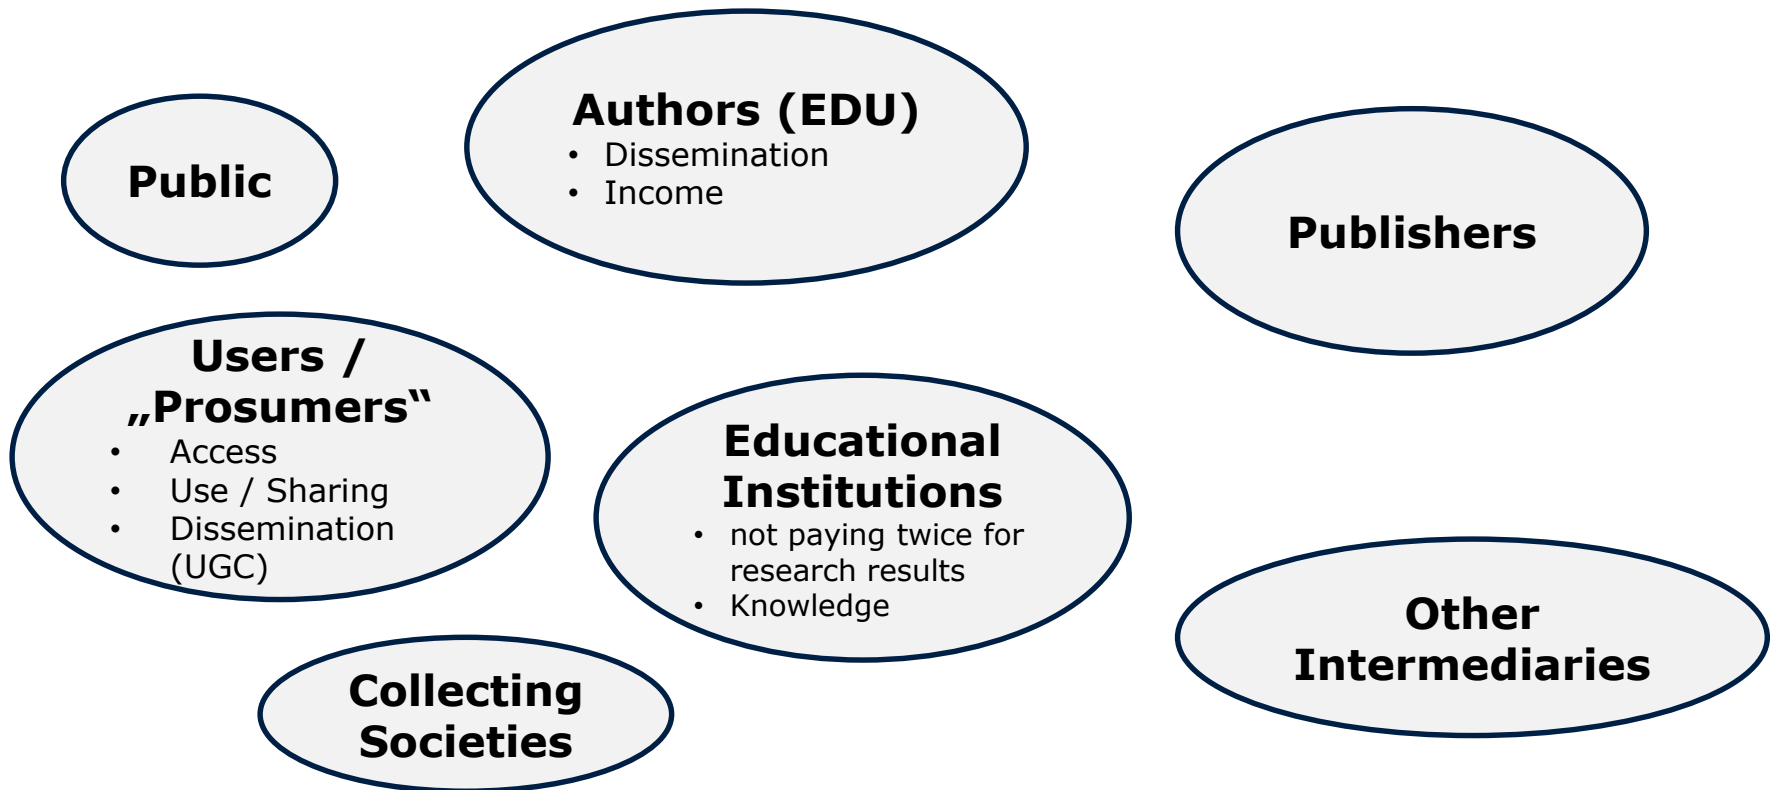 Authors (EDU)
• Dissemination
• Income
Public
Publishers
Users /
„Prosumers“
• Access
• Use / Sharing
• Dissemination
(UGC)
Educational
Institutions
• not paying twice for
research results
• Knowledge
Other
Intermediaries
Collecting
Societies